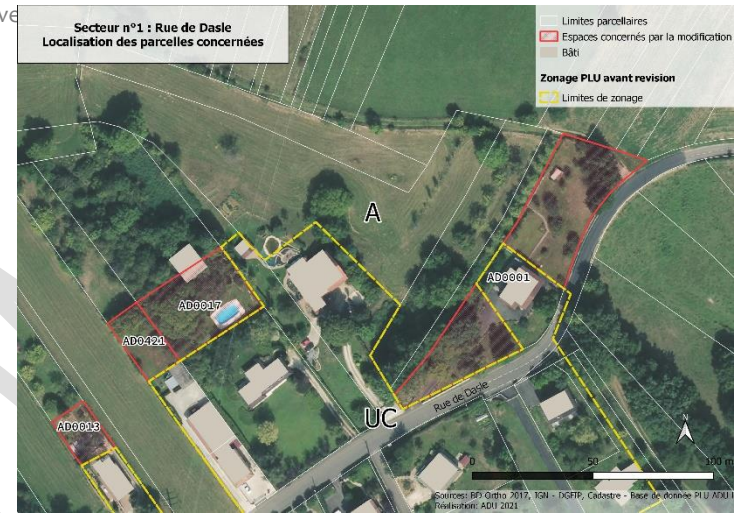 ve
Secteur n°1 : Rue de Dasle
Localisation des parcelles concernées
Limites parcellaires
Espaces concernés par la modification
Bâti
Zonage PLU avant revision
Limites de zonage
A
AD0001
AD0017
AD0421
AD0013
UC
Rue de Dasle
N
0
50
100 m
Sources: BD Ortho 2017, IGN - DGFIP, Cadastre - Base de donnée PLU ADU
Réalisation: ADU 2021